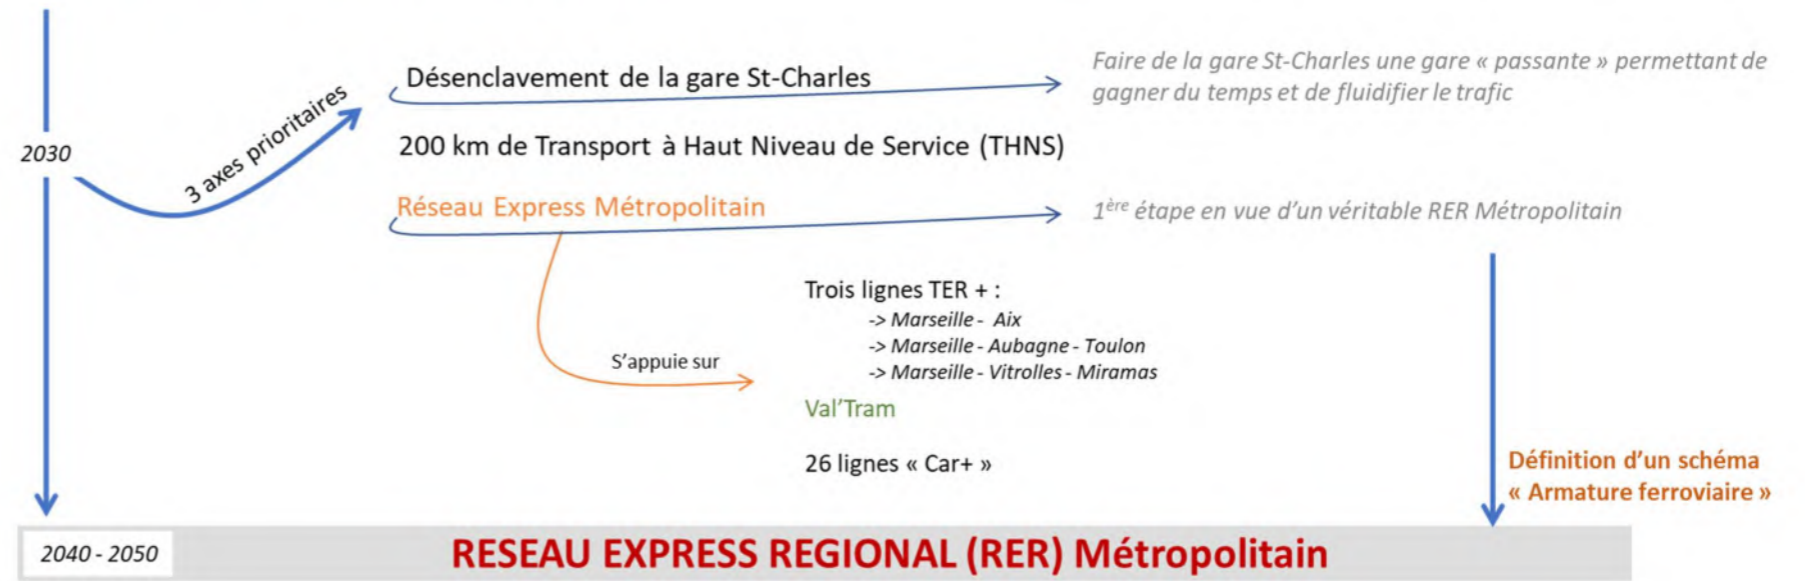 Désenclavement de la gare St-Charles
Faire de la gare St-Charles une gare « passante » permettant de
gagner du temps et de fluidifier le trafic
3 axes prioritaires
2030
200 km de Transport à Haut Niveau de Service (THNS)
Réseau Express Métropolitain
1ère étape en vue d'un véritable RER Métropolitain
Trois lignes TER + :
-> Marseille - Aix
-> Marseille - Aubagne - Toulon
-> Marseille - Vitrolles - Miramas
S'appuie sur
Val'Tram
26 lignes « Car+ »
Définition d'un schéma
« Armature ferroviaire »
2040 - 2050
RESEAU EXPRESS REGIONAL (RER) Métropolitain